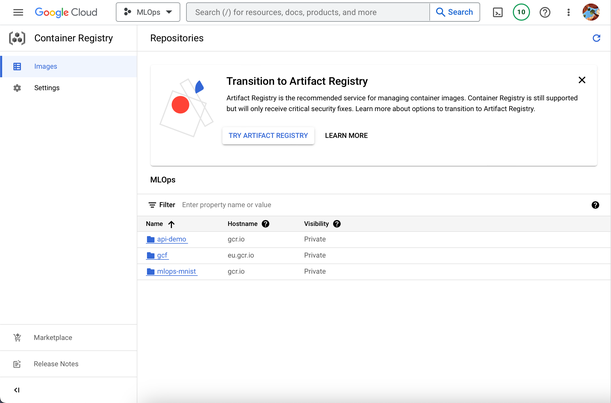 Google Cloud
MLOps
Search (/) for resources, docs, products, and more
Search
10
Container Registry
Repositories
Images
Settings
Transition to Artifact Registry
Artifact Registry is the recommended service for managing container images. Container Registry is still supported
but will only receive critical security fixes. Learn more about options to transition to Artifact Registry.
TRY ARTIFACT REGISTRY
LEARN MORE
MLOps
Filter Enter property name or value
Name Hostname Visibility
api-demo gcr.io Private
gcf eu.gcr.io Private
mlops-mnist gcr.io Private
Marketplace
Release Notes